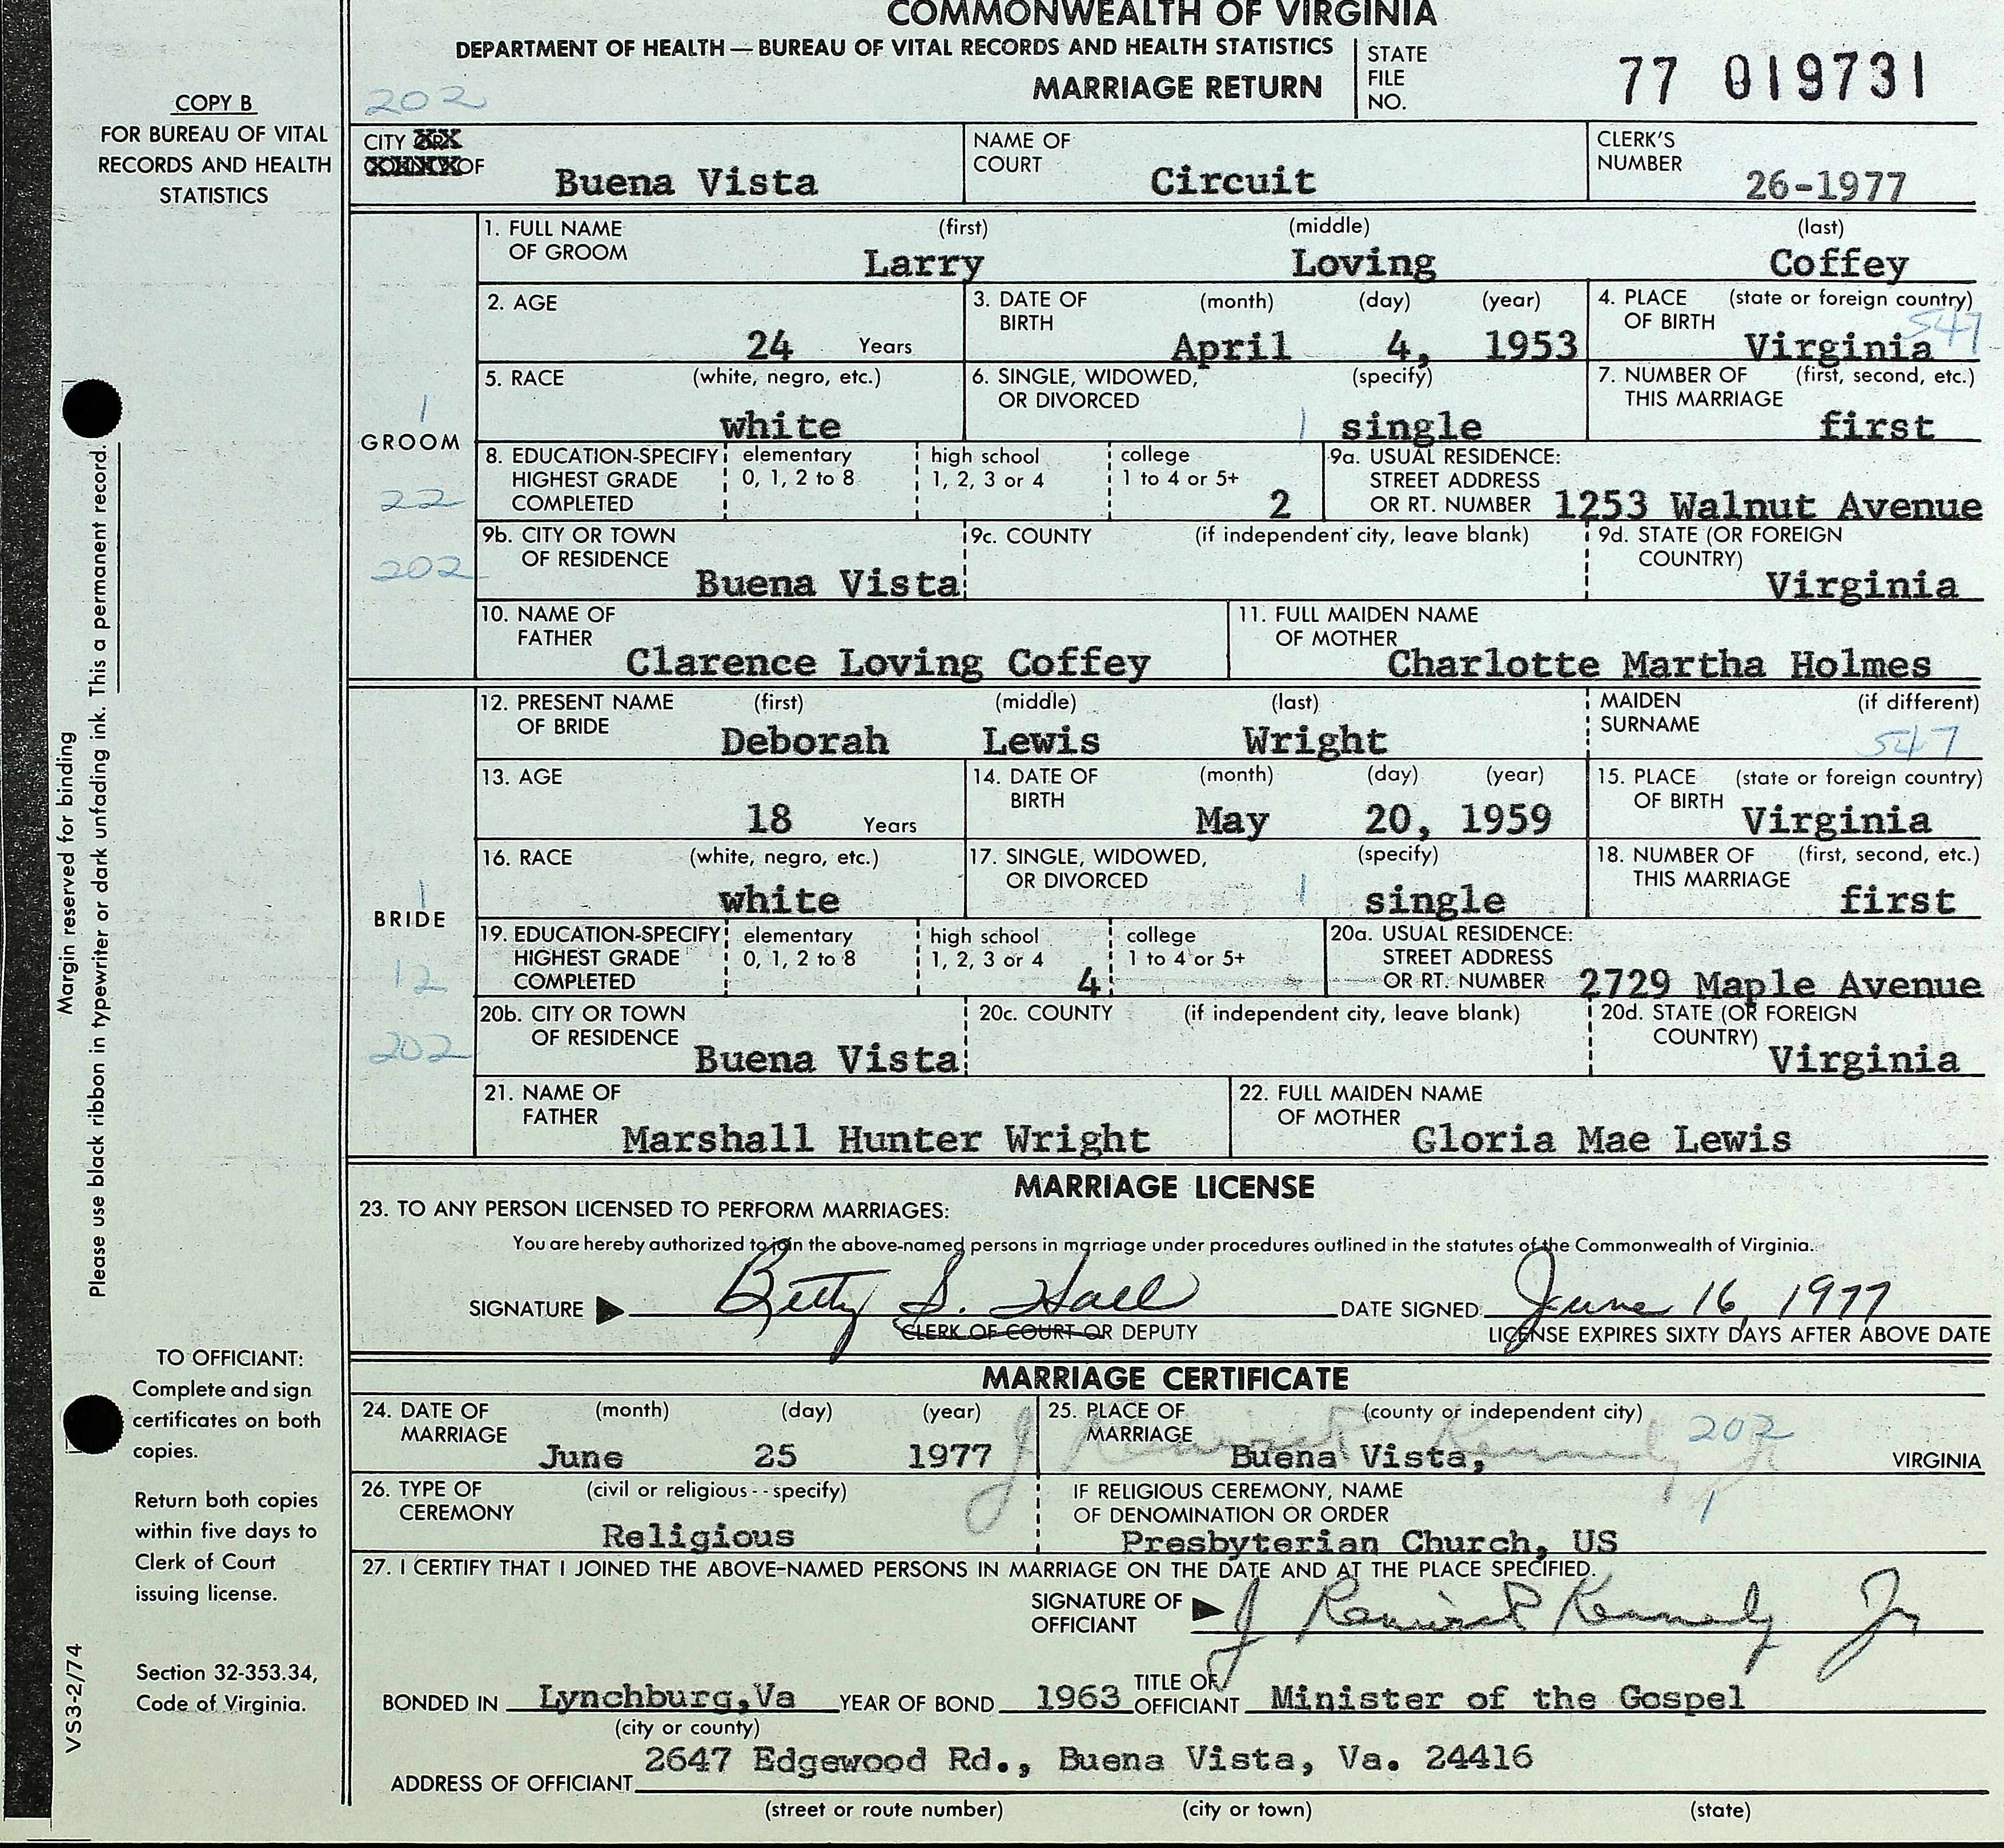 COMMONWEALTH OF VIRGINIA
DEPARTMENT OF HEALTH — BUREAU OF VITAL RECORDS AND HEALTH STATISTICS
MARRIAGE RETURN
STATE FILE NO. 77 019731
202
COPY B
FOR BUREAU OF VITAL
RECORDS AND HEALTH
STATISTICS
CITY OR COUNTY OF Buena Vista
NAME OF COURT Circuit
CLERK'S NUMBER 26-1977
GROOM
1
22
202
1. FULL NAME OF GROOM (first) Larry (middle) Loving (last) Coffey
2. AGE 24 Years
3. DATE OF BIRTH (month) (day) (year) April 4, 1953
4. PLACE OF BIRTH (state or foreign country) Virginia 547
5. RACE (white, negro, etc.) white
6. SINGLE, WIDOWED, OR DIVORCED (specify) 1 single
7. NUMBER OF THIS MARRIAGE (first, second, etc.) first
8. EDUCATION-SPECIFY HIGHEST GRADE COMPLETED elementary 0, 1, 2 to 8 high school 1, 2, 3 or 4 college 1 to 4 or 5+ 2
9a. USUAL RESIDENCE: STREET ADDRESS OR RT. NUMBER 1253 Walnut Avenue
9b. CITY OR TOWN OF RESIDENCE Buena Vista
9c. COUNTY (if independent city, leave blank)
9d. STATE (OR FOREIGN COUNTRY) Virginia
10. NAME OF FATHER Clarence Loving Coffey
11. FULL MAIDEN NAME OF MOTHER Charlotte Martha Holmes
BRIDE
1
12
202
12. PRESENT NAME OF BRIDE (first) Deborah (middle) Lewis (last) Wright
MAIDEN SURNAME (if different) 547
13. AGE 18 Years
14. DATE OF BIRTH (month) (day) (year) May 20, 1959
15. PLACE OF BIRTH (state or foreign country) Virginia
16. RACE (white, negro, etc.) white
17. SINGLE, WIDOWED, OR DIVORCED (specify) 1 single
18. NUMBER OF THIS MARRIAGE (first, second, etc.) first
19. EDUCATION-SPECIFY HIGHEST GRADE COMPLETED elementary 0, 1, 2 to 8 high school 1, 2, 3 or 4 4 college 1 to 4 or 5+
20a. USUAL RESIDENCE: STREET ADDRESS OR RT. NUMBER 2729 Maple Avenue
20b. CITY OR TOWN OF RESIDENCE Buena Vista
20c. COUNTY (if independent city, leave blank)
20d. STATE (OR FOREIGN COUNTRY) Virginia
21. NAME OF FATHER Marshall Hunter Wright
22. FULL MAIDEN NAME OF MOTHER Gloria Mae Lewis
MARRIAGE LICENSE
23. TO ANY PERSON LICENSED TO PERFORM MARRIAGES:
You are hereby authorized to join the above-named persons in marriage under procedures outlined in the statutes of the Commonwealth of Virginia.
SIGNATURE Betty S. Hall DATE SIGNED June 16, 1977
CLERK OF COURT OR DEPUTY LICENSE EXPIRES SIXTY DAYS AFTER ABOVE DATE
MARRIAGE CERTIFICATE
24. DATE OF MARRIAGE (month) (day) (year) June 25 1977
25. PLACE OF MARRIAGE (county or independent city) 202 Buena Vista, VIRGINIA
26. TYPE OF CEREMONY (civil or religious--specify) Religious
IF RELIGIOUS CEREMONY, NAME OF DENOMINATION OR ORDER 1 Presbyterian Church, US
27. I CERTIFY THAT I JOINED THE ABOVE-NAMED PERSONS IN MARRIAGE ON THE DATE AND AT THE PLACE SPECIFIED.
SIGNATURE OF OFFICIANT J Kennedy Jr
BONDED IN Lynchburg,Va YEAR OF BOND 1963 TITLE OF OFFICIANT Minister of the Gospel
(city or county)
2647 Edgewood Rd., Buena Vista, Va. 24416
ADDRESS OF OFFICIANT
(street or route number) (city or town) (state)
Margin reserved for binding
Please use black ribbon in typewriter or dark unfading ink. This a permanent record.
TO OFFICIANT:
Complete and sign
certificates on both
copies.
Return both copies
within five days to
Clerk of Court
issuing license.
Section 32-353.34,
Code of Virginia.
VS3-2/74